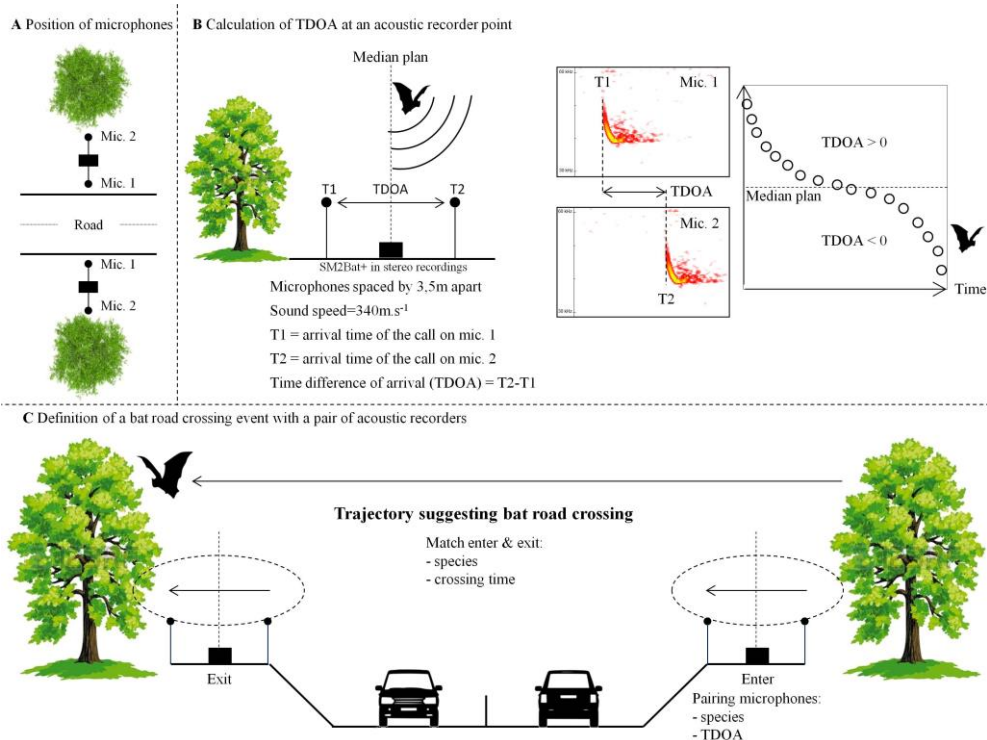 A Position of microphones
Mic. 2
Mic. 1
Road
Mic. 1
Mic. 2
B Calculation of TDOA at an acoustic recorder point
Median plan
T1
TDOA
T2
SM2Bat+ in stereo recordings
Microphones spaced by 3,5m apart
Sound speed=340m.s-1
T1 = arrival time of the call on mic. 1
T2 = arrival time of the call on mic. 2
Time difference of arrival (TDOA) = T2-T1
T1
Mic. 1
TDOA
Mic. 2
T2
TDOA > 0
Median plan
TDOA < 0
Time
C Definition of a bat road crossing event with a pair of acoustic recorders
Trajectory suggesting bat road crossing
Match enter & exit:
- species
- crossing time
Exit
Enter
Pairing microphones:
- species
- TDOA